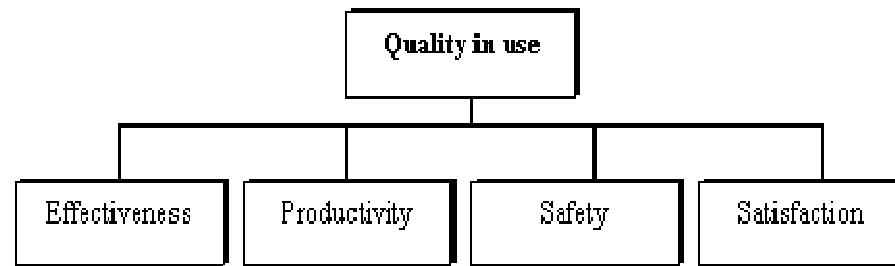 Quality in use
Effectiveness
Productivity
Safety
Satisfaction